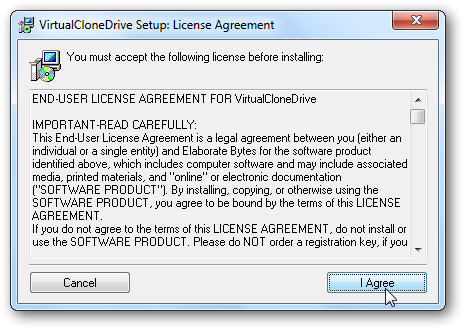 VirtualCloneDrive Setup: License Agreement
You must accept the following license before installing:
END-USER LICENSE AGREEMENT FOR VirtualCloneDrive
IMPORTANT-READ CAREFULLY:
This End-User License Agreement is a legal agreement between you (either an
individual or a single entity) and Elaborate Bytes for the software product
identified above, which includes computer software and may include associated
media, printed materials, and "online" or electronic documentation
("SOFTWARE PRODUCT"). By installing, copying, or otherwise using the
SOFTWARE PRODUCT, you agree to be bound by the terms of this LICENSE
AGREEMENT.
If you do not agree to the terms of this LICENSE AGREEMENT, do not install or
use the SOFTWARE PRODUCT. Please do NOT order a registration key, if you
Cancel
I Agree